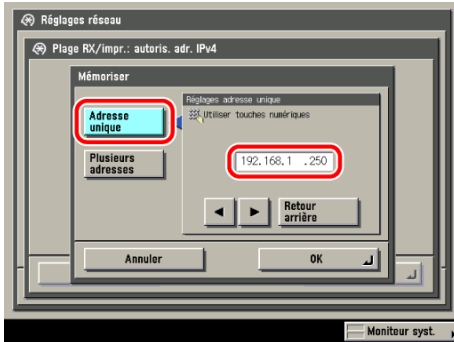 Réglages réseau
Plage RX/impr.: autoris. adr. IPv4
Mémoriser
Réglages adresse unique
Adresse
unique
Utiliser touches numériques
Plusieurs
adresses
192.168.1 .250
Retour
arrière
Annuler
OK
Moniteur syst.